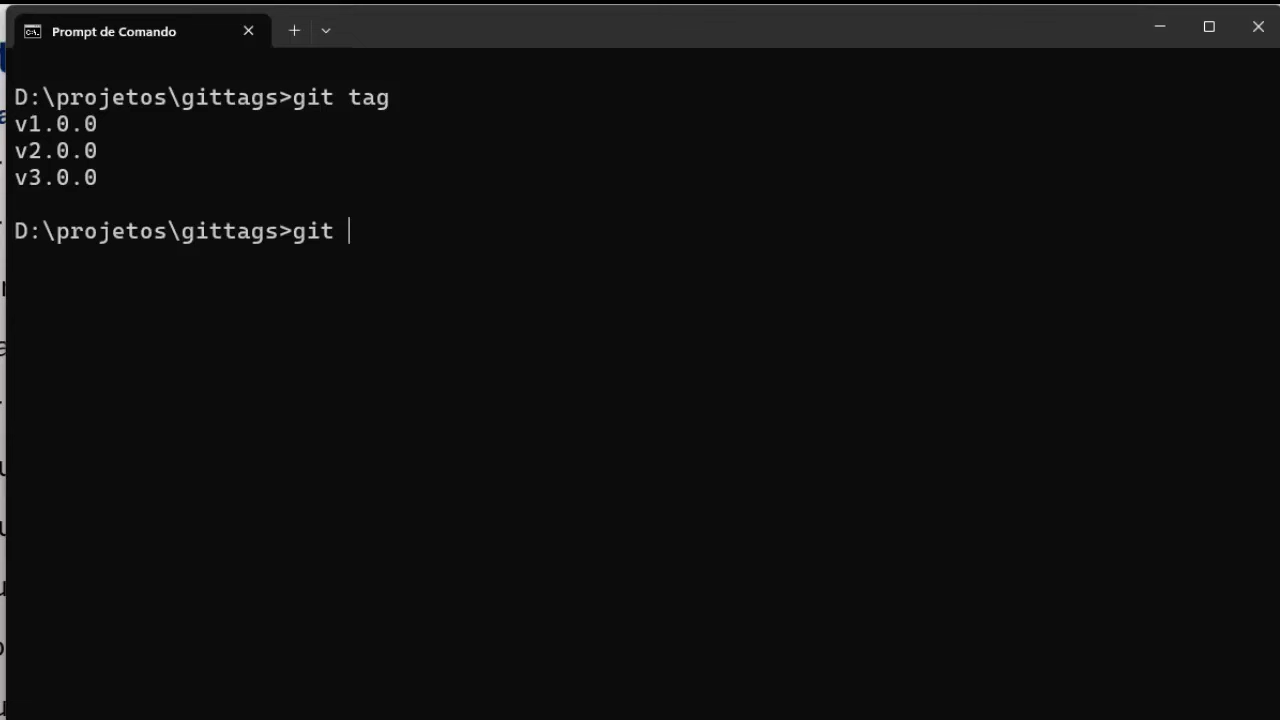 Prompt de Comando
D:\projetos\gittags>git tag
v1.0.0
v2.0.0
v3.0.0
D:\projetos\gittags>git